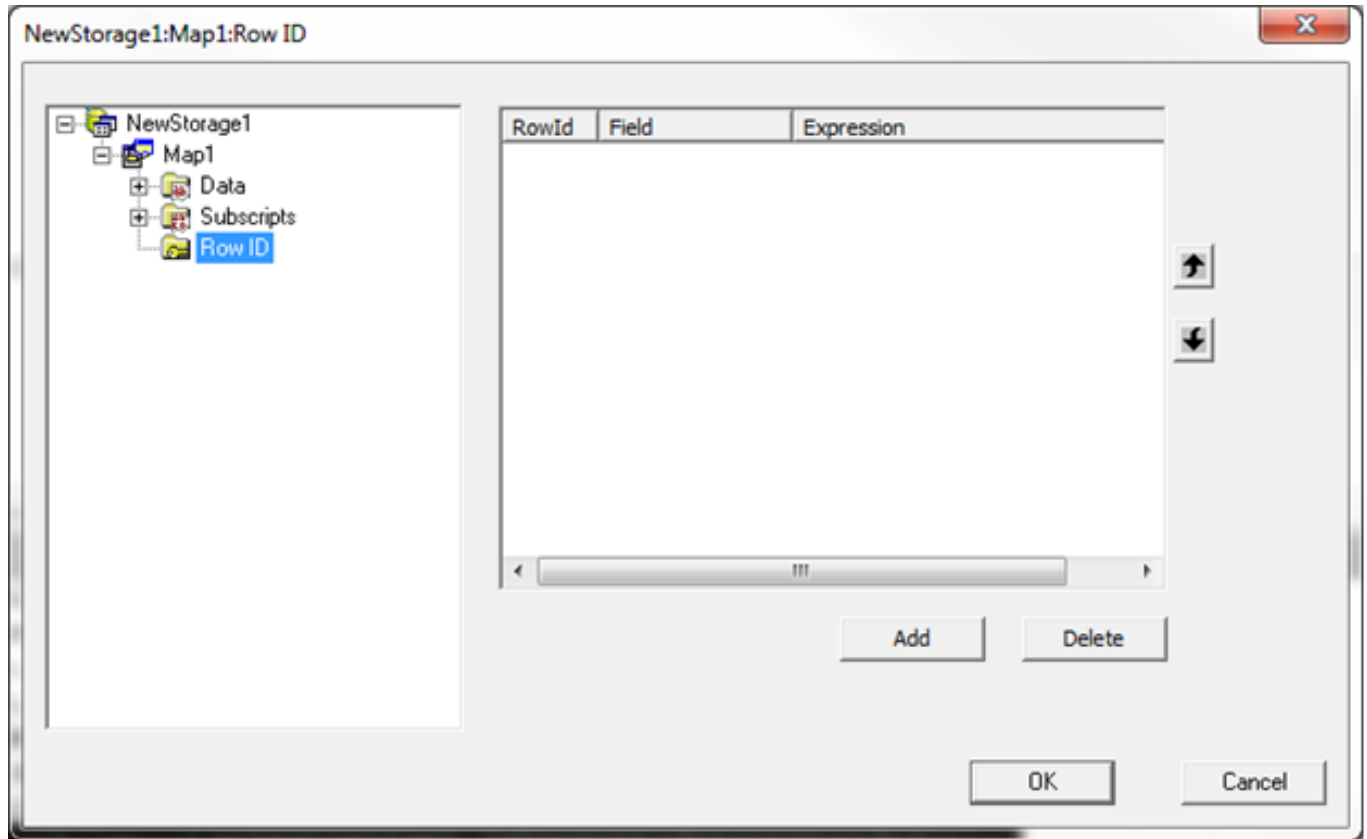 NewStorage1:Map1:Row ID
NewStorage1
Map1
Data
Subscripts
Row ID
RowId Field Expression
Add Delete
OK Cancel